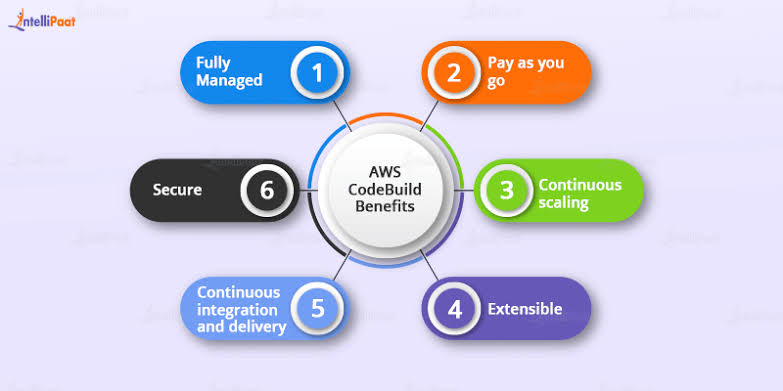 IntelliPaat
Fully
Managed
1
2
Pay as you
go
AWS
CodeBuild
Benefits
Secure
6
3
Continuous
scaling
Continuous
integration
and delivery
5
4
Extensible